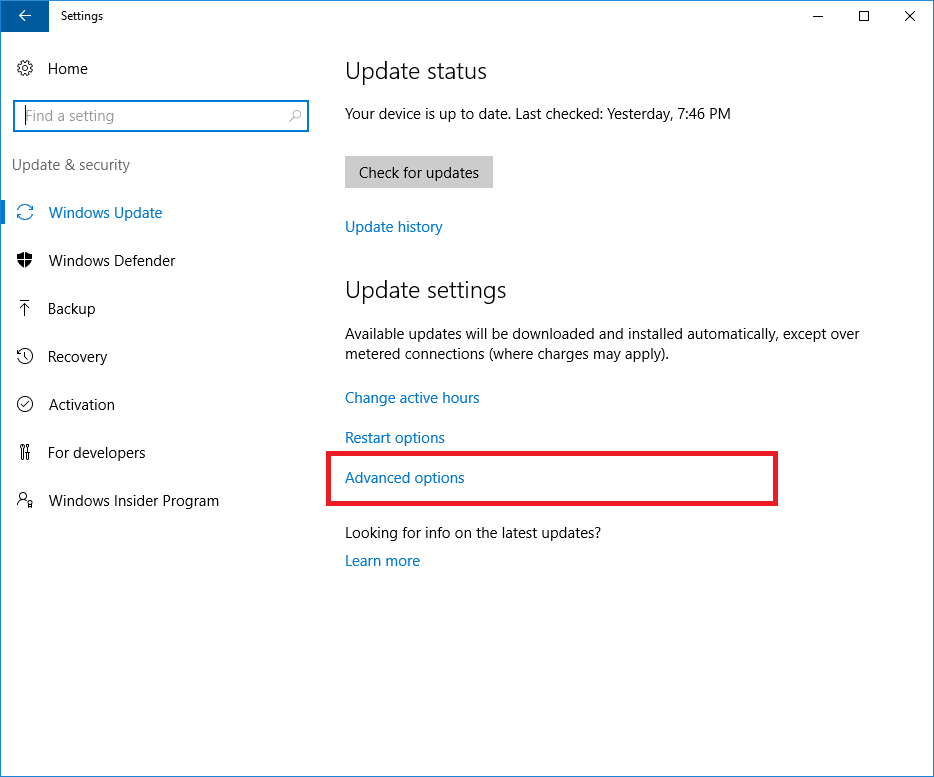 Settings
Home
Find a setting
Update & security
Windows Update
Windows Defender
Backup
Recovery
Activation
For developers
Windows Insider Program
Update status
Your device is up to date. Last checked: Yesterday, 7:46 PM
Check for updates
Update history
Update settings
Available updates will be downloaded and installed automatically, except over
metered connections (where charges may apply).
Change active hours
Restart options
Advanced options
Looking for info on the latest updates?
Learn more